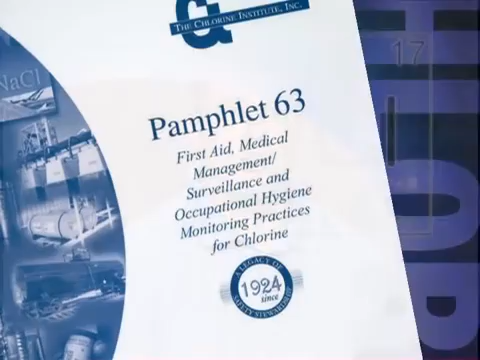 THE CHLORINE INSTITUTE, INC.
NaCl
17
Pamphlet 63
First Aid, Medical
Management/
Surveillance and
Occupational Hygiene
Monitoring Practices
for Chlorine
A LEGACY OF
1924
since
SAFETY STEWARDSHIP
HLOR